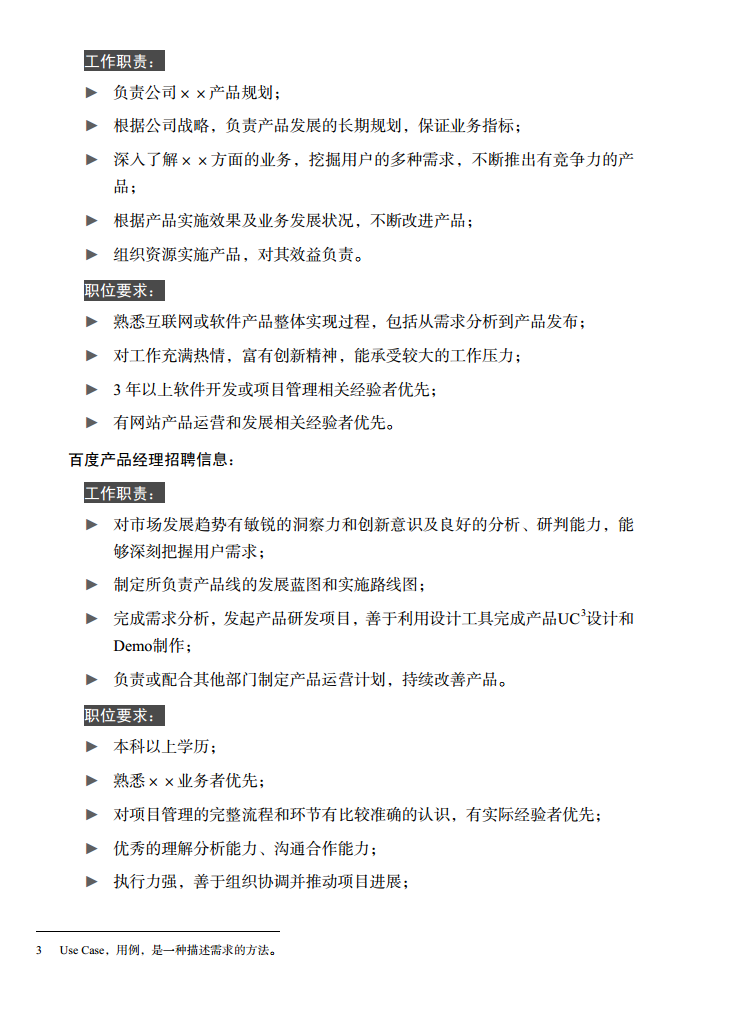 工作职责：
► 负责公司××产品规划；
► 根据公司战略，负责产品发展的长期规划，保证业务指标；
► 深入了解××方面的业务，挖掘用户的多种需求，不断推出有竞争力的产
品；
► 根据产品实施效果及业务发展状况，不断改进产品；
► 组织资源实施产品，对其效益负责。
职位要求：
► 熟悉互联网或软件产品整体实现过程，包括从需求分析到产品发布；
► 对工作充满热情，富有创新精神，能承受较大的工作压力；
► 3 年以上软件开发或项目管理相关经验者优先；
► 有网站产品运营和发展相关经验者优先。
百度产品经理招聘信息：
工作职责：
► 对市场发展趋势有敏锐的洞察力和创新意识及良好的分析、研判能力，能
够深刻把握用户需求；
► 制定所负责产品线的发展蓝图和实施路线图；
► 完成需求分析，发起产品研发项目，善于利用设计工具完成产品UC3设计和
Demo制作；
► 负责或配合其他部门制定产品运营计划，持续改善产品。
职位要求：
► 本科以上学历；
► 熟悉××业务者优先；
► 对项目管理的完整流程和环节有比较准确的认识，有实际经验者优先；
► 优秀的理解分析能力、沟通合作能力；
► 执行力强，善于组织协调并推动项目进展；
3 Use Case，用例，是一种描述需求的方法。